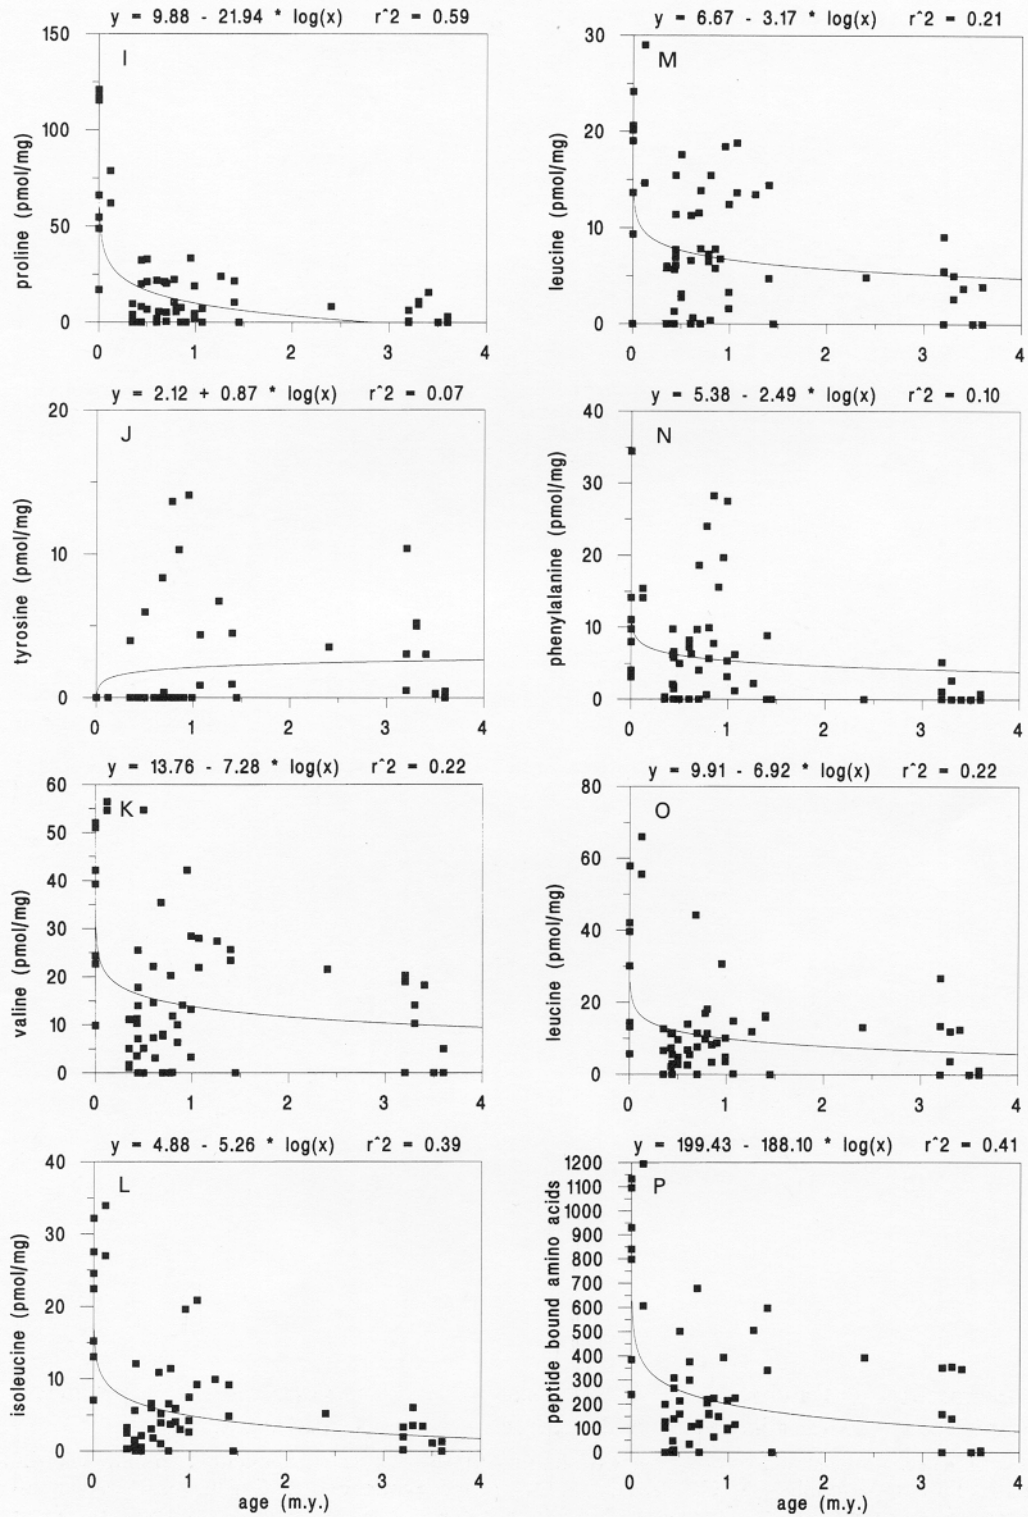 y = 9.88 - 21.94 * log(x) r^2 = 0.59
150
100
50
0
proline (pmol/mg)
I
0 1 2 3 4
y = 6.67 - 3.17 * log(x) r^2 = 0.21
30
20
10
0
leucine (pmol/mg)
M
0 1 2 3 4
y = 2.12 + 0.87 * log(x) r^2 = 0.07
20
10
0
tyrosine (pmol/mg)
J
0 1 2 3 4
y = 5.38 - 2.49 * log(x) r^2 = 0.10
40
30
20
10
0
phenylalanine (pmol/mg)
N
0 1 2 3 4
y = 13.76 - 7.28 * log(x) r^2 = 0.22
60
50
40
30
20
10
0
valine (pmol/mg)
K
0 1 2 3 4
y = 9.91 - 6.92 * log(x) r^2 = 0.22
80
60
40
20
0
leucine (pmol/mg)
O
0 1 2 3 4
y = 4.88 - 5.26 * log(x) r^2 = 0.39
40
30
20
10
0
isoleucine (pmol/mg)
L
0 1 2 3 4
age (m.y.)
y = 199.43 - 188.10 * log(x) r^2 = 0.41
1200
1100
1000
900
800
700
600
500
400
300
200
100
0
peptide bound amino acids
P
0 1 2 3 4
age (m.y.)